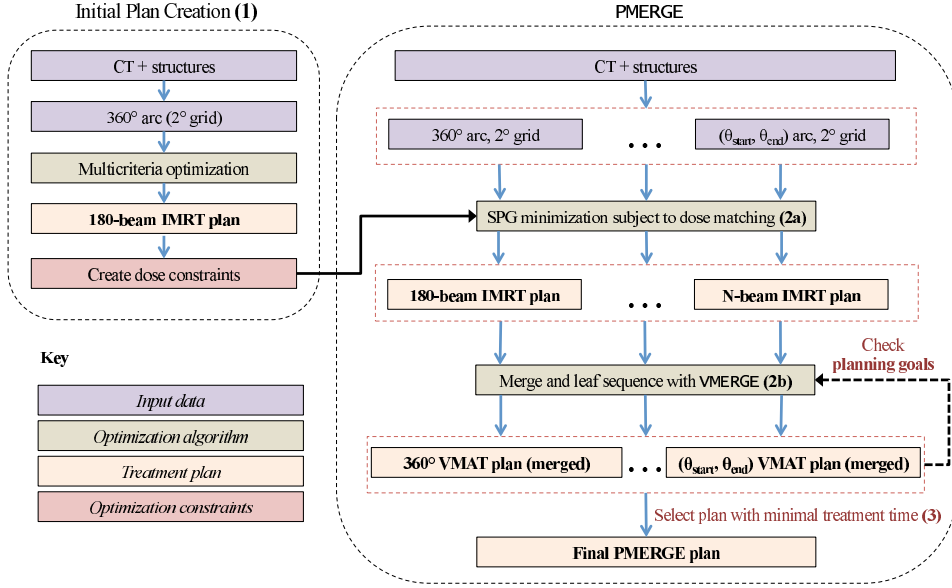 Initial Plan Creation (1)
CT + structures
360° arc (2° grid)
Multicriteria optimization
180-beam IMRT plan
Create dose constraints
Key
Input data
Optimization algorithm
Treatment plan
Optimization constraints
PMERGE
CT + structures
360° arc, 2° grid
...
(θstart, θend) arc, 2° grid
SPG minimization subject to dose matching (2a)
180-beam IMRT plan
...
N-beam IMRT plan
Check
planning goals
Merge and leaf sequence with VMERGE (2b)
360° VMAT plan (merged)
...
(θstart, θend) VMAT plan (merged)
Select plan with minimal treatment time (3)
Final PMERGE plan